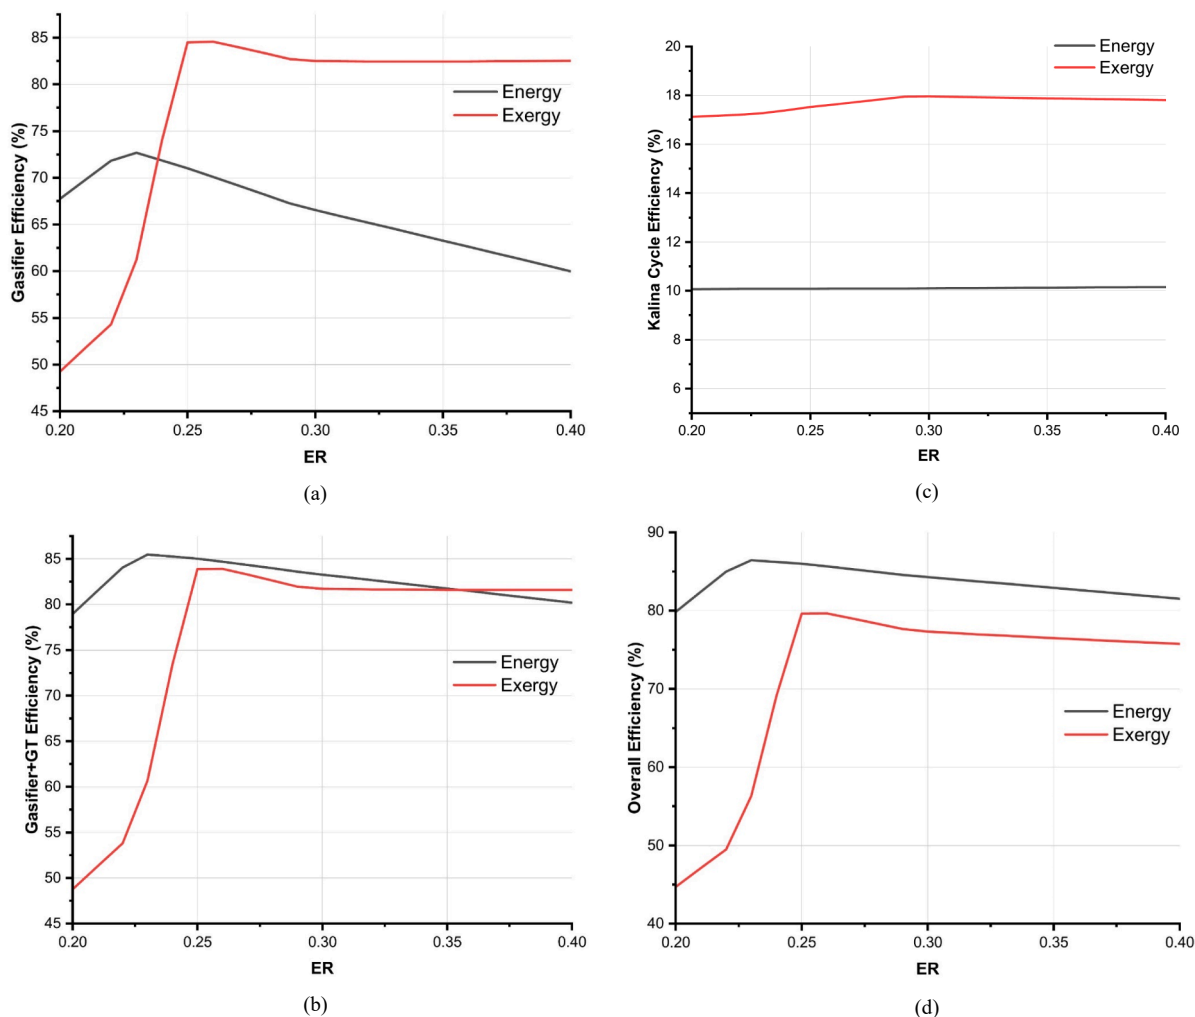 85
80
75
70
65
60
55
50
45
Gasifier Efficiency (%)
Energy
Exergy
0.20 0.25 0.30 0.35 0.40
ER
(a)
20
18
16
14
12
10
8
6
Kalina Cycle Efficiency (%)
Energy
Exergy
0.20 0.25 0.30 0.35 0.40
ER
(c)
85
80
75
70
65
60
55
50
45
Gasifier+GT Efficiency (%)
Energy
Exergy
0.20 0.25 0.30 0.35 0.40
ER
(b)
90
80
70
60
50
40
Overall Efficiency (%)
Energy
Exergy
0.20 0.25 0.30 0.35 0.40
ER
(d)